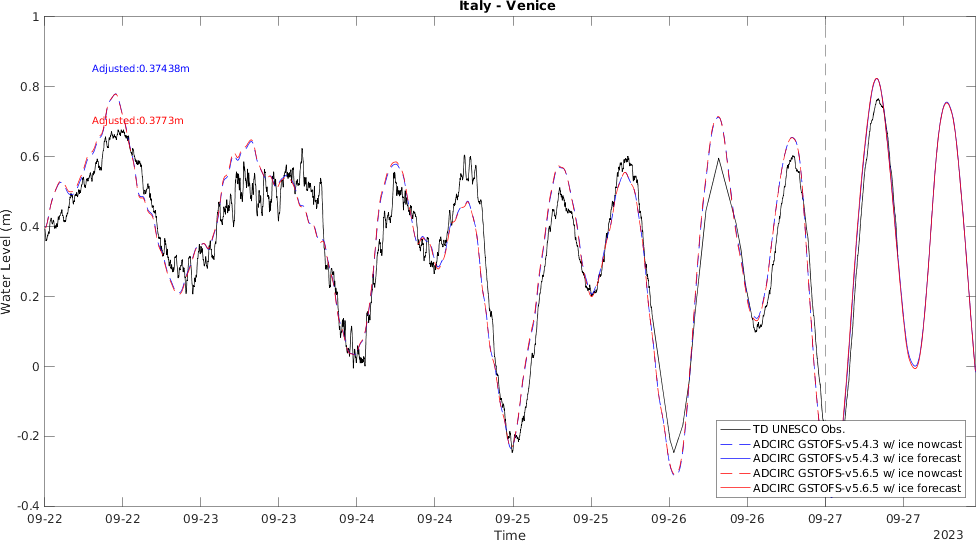 Italy - Venice
1
0.8
0.6
0.4
0.2
0
-0.2
-0.4
Water Level (m)
Adjusted:0.37438m
Adjusted:0.3773m
TD UNESCO Obs.
ADCIRC GSTOFS-v5.4.3 w/ ice nowcast
ADCIRC GSTOFS-v5.4.3 w/ ice forecast
ADCIRC GSTOFS-v5.6.5 w/ ice nowcast
ADCIRC GSTOFS-v5.6.5 w/ ice forecast
09-22 09-22 09-23 09-23 09-24 09-24 09-25 09-25 09-26 09-26 09-27 09-27
Time
2023